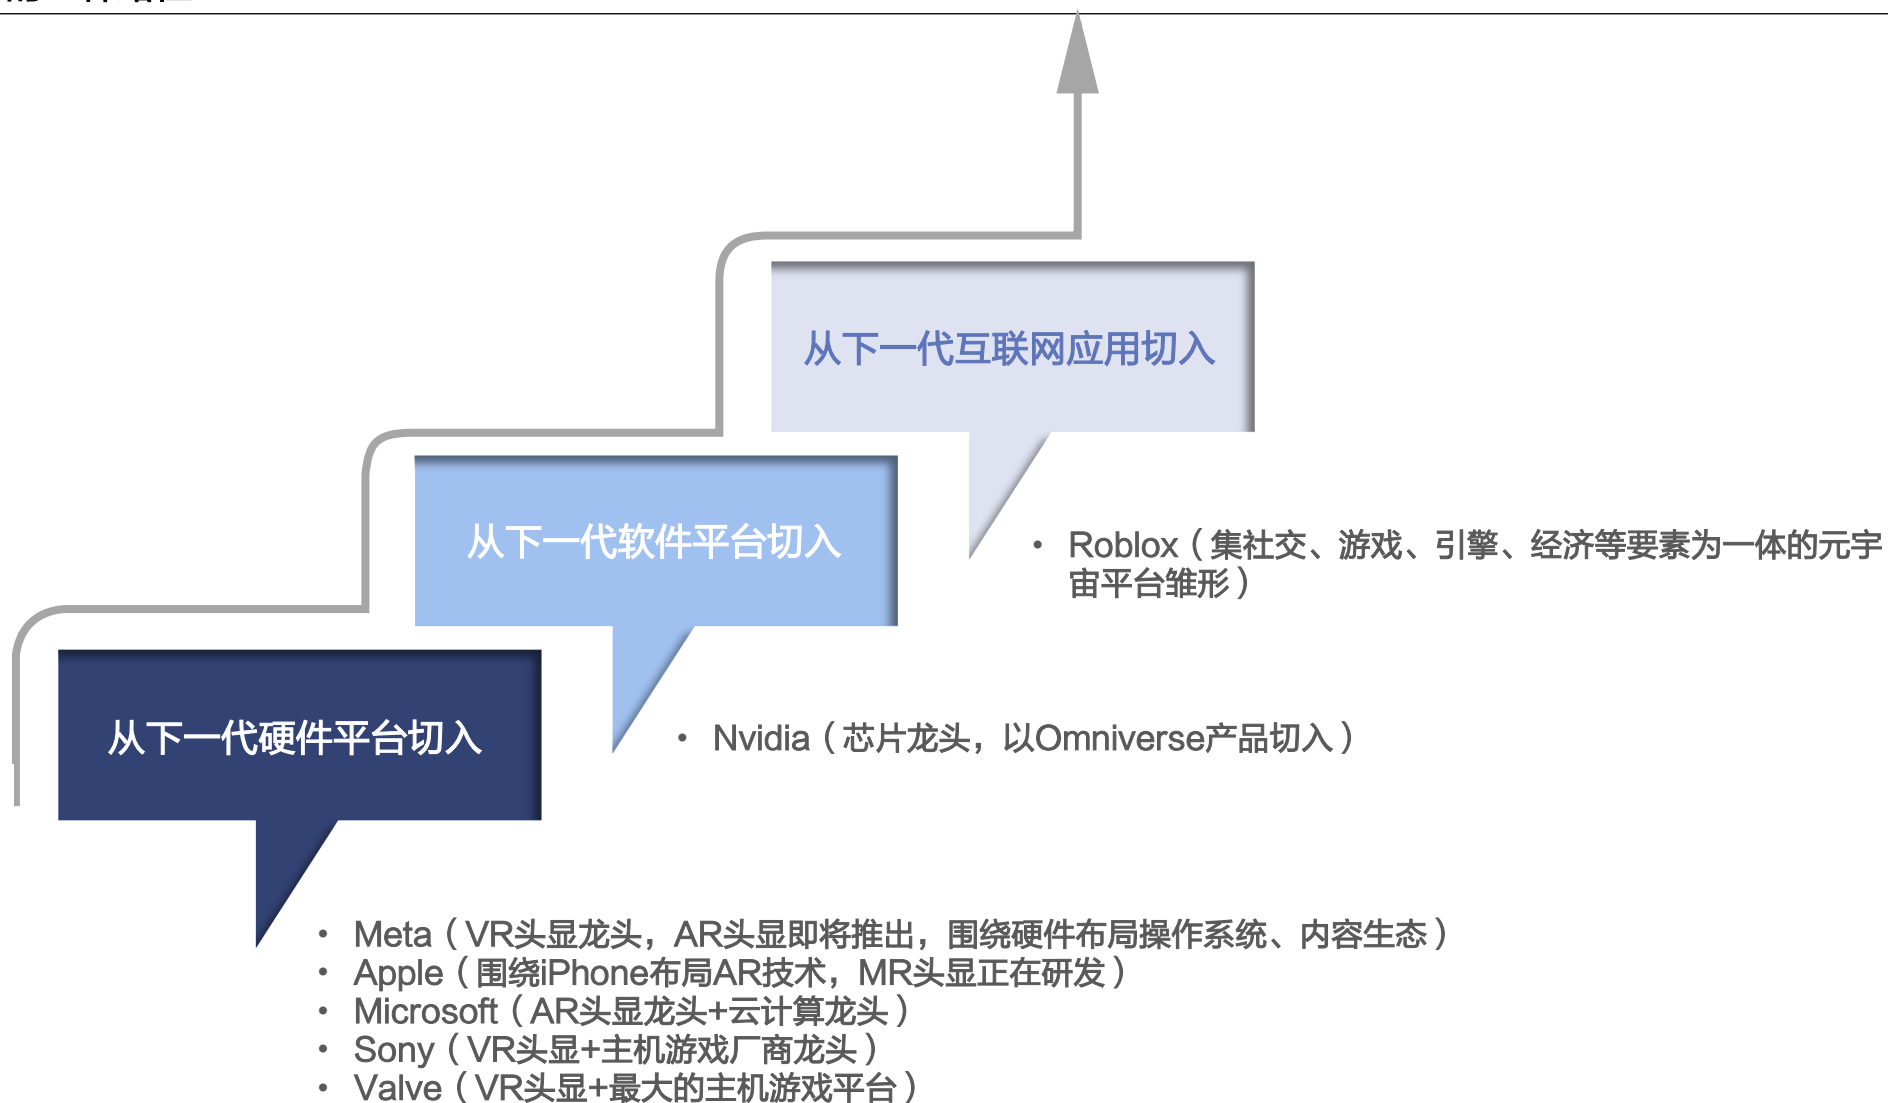 从下一代互联网应用切入
从下一代软件平台切入
• Roblox（集社交、游戏、引擎、经济等要素为一体的元宇
宙平台雏形）
从下一代硬件平台切入
• Nvidia（芯片龙头，以Omniverse产品切入）
• Meta（VR头显龙头，AR头显即将推出，围绕硬件布局操作系统、内容生态）
• Apple（围绕iPhone布局AR技术，MR头显正在研发）
• Microsoft（AR头显龙头+云计算龙头）
• Sony（VR头显+主机游戏厂商龙头）
• Valve（VR头显+最大的主机游戏平台）